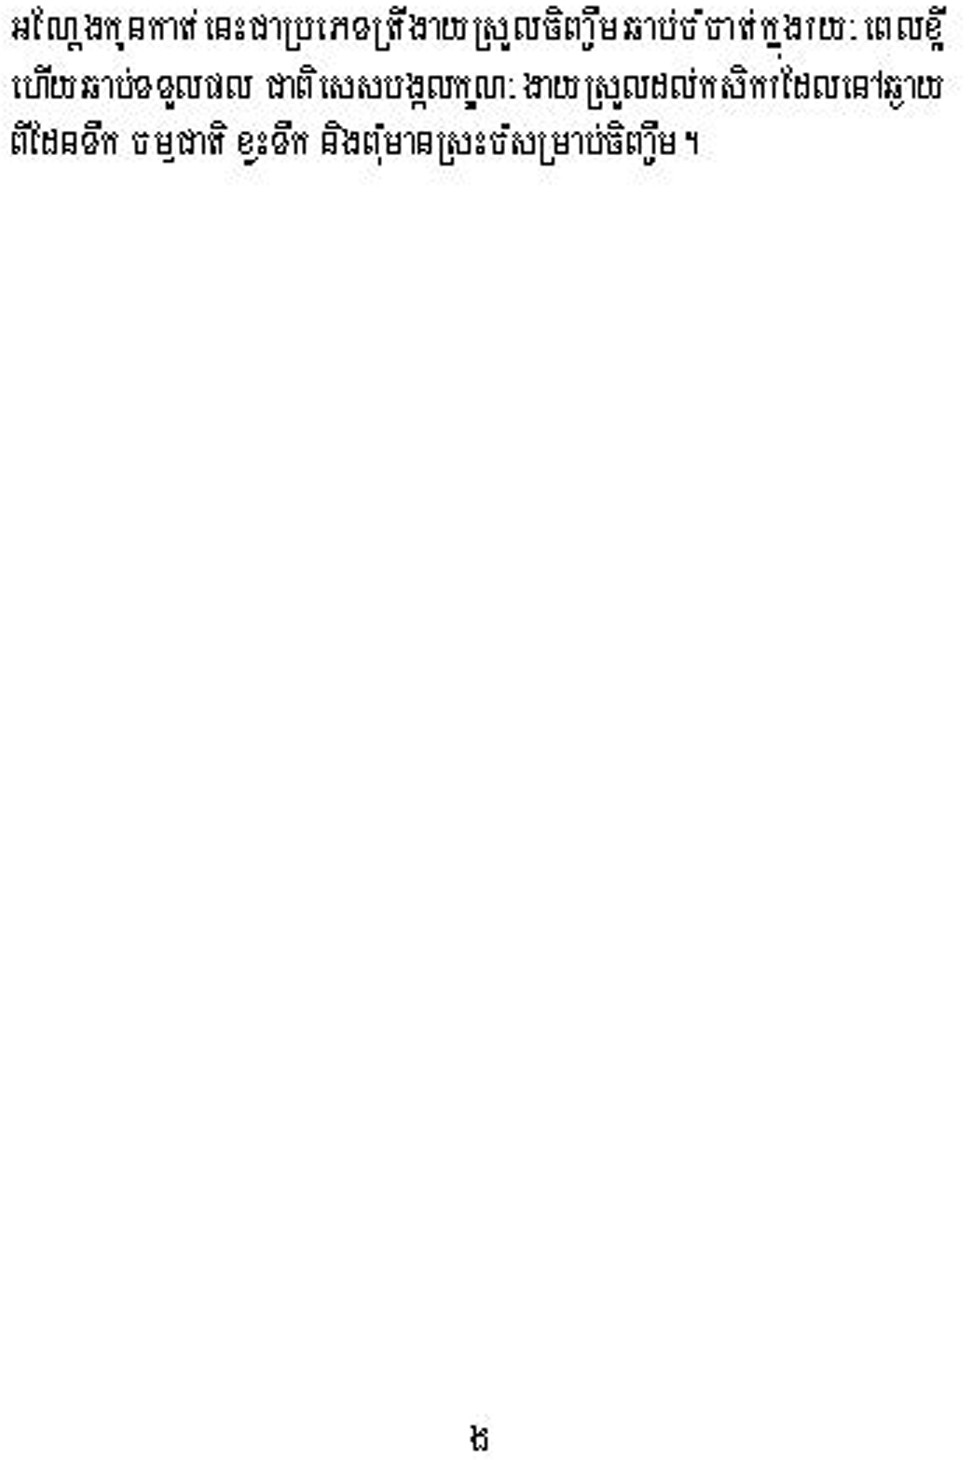 អណ្ដែងកូនកាត់ នេះជាប្រភេទត្រីងាយស្រួលចិញ្ចឹមឆាប់ធំធាត់ក្នុងរយៈពេលខ្លី
ហើយឆាប់ទទួលផល ជាពិសេសបង្កលក្ខណៈងាយស្រួលដល់កសិករដែលនៅឆ្ងាយ
ពីដែនទឹក ធម្មជាតិ ខ្វះទឹក និងពុំមានស្រះធំសម្រាប់ចិញ្ចឹម ។
ង